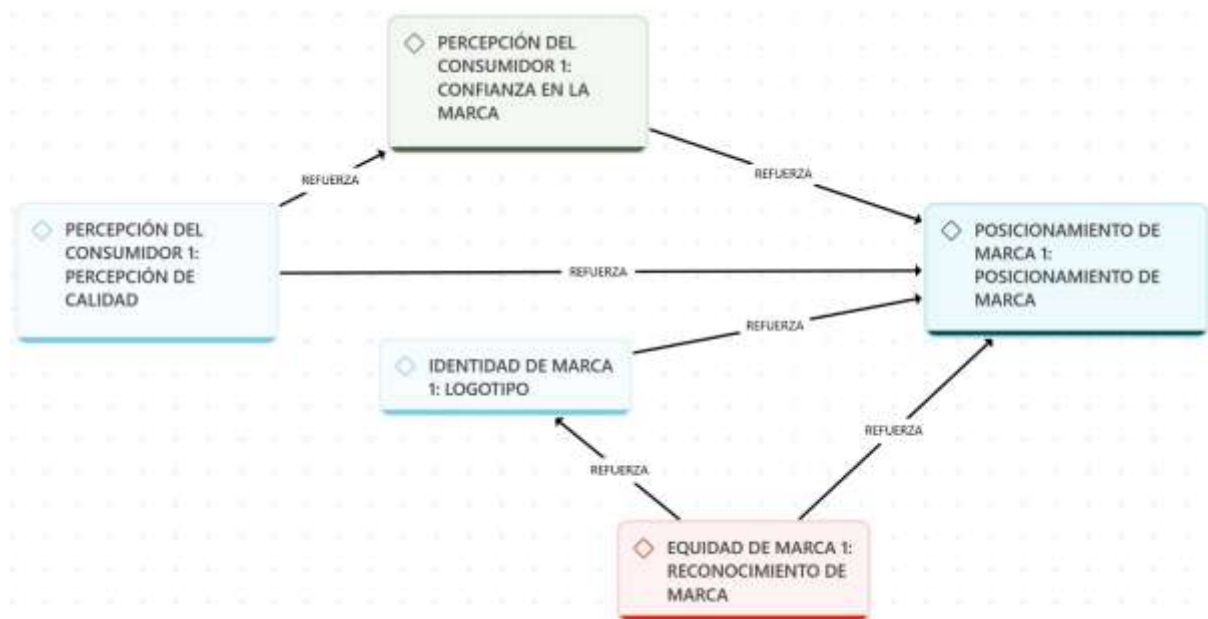 PERCEPCIÓN DEL
CONSUMIDOR 1:
CONFIANZA EN LA
MARCA
REFUERZA
REFUERZA
PERCEPCIÓN DEL
CONSUMIDOR 1:
PERCEPCIÓN DE
CALIDAD
REFUERZA
POSICIONAMIENTO DE
MARCA 1:
POSICIONAMIENTO DE
MARCA
REFUERZA
IDENTIDAD DE MARCA
1: LOGOTIPO
REFUERZA
REFUERZA
EQUIDAD DE MARCA 1:
RECONOCIMIENTO DE
MARCA